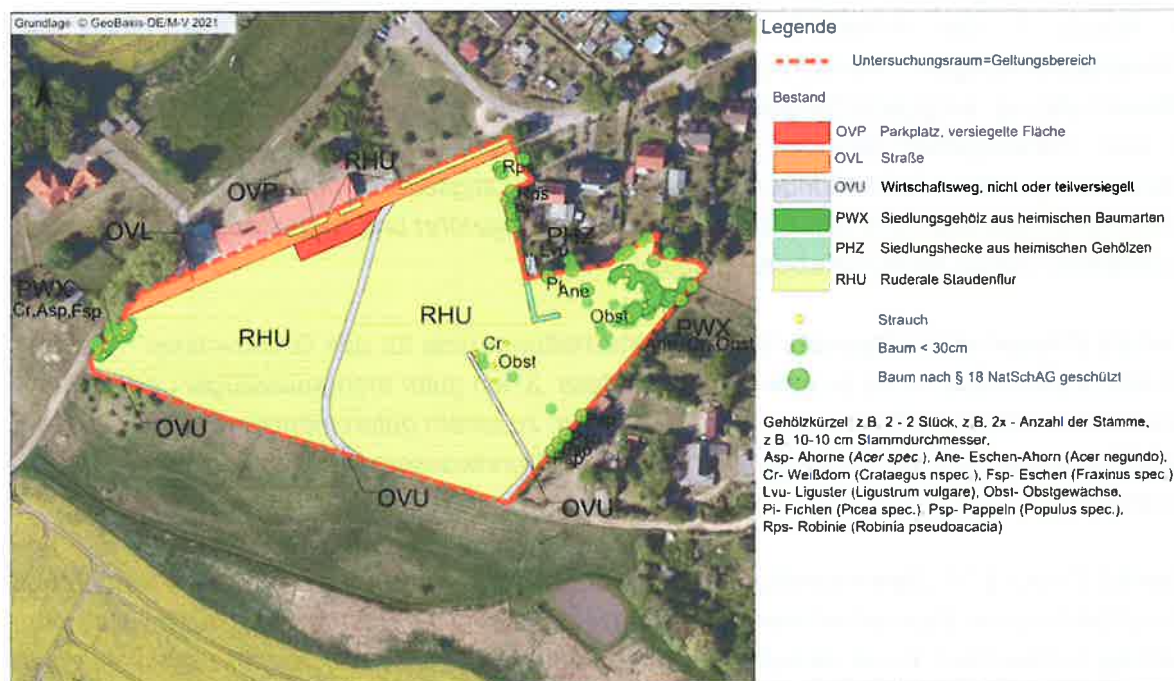 Grundlage: © GeoBasis-DE/M-V 2021
RHU
OVP
OVL
PWX
Cr,Asp,Fsp
RHU
RHU
Rps
PHZ
Ane
Obst
PWX
Cr
Obst
OVU
OVU
OVU
Legende
Untersuchungsraum=Geltungsbereich
Bestand
OVP Parkplatz, versiegelte Fläche
OVL Straße
OVU Wirtschaftsweg, nicht oder teilversiegelt
PWX Siedlungsgehölz aus heimischen Baumarten
PHZ Siedlungshecke aus heimischen Gehölzen
RHU Ruderale Staudenflur
Strauch
Baum < 30cm
Baum nach § 18 NatSchAG geschützt
Gehölzkürzel z.B. 2 - 2 Stück, z.B. 2x - Anzahl der Stämme,
z.B. 10-10 cm Stammdurchmesser,
Asp- Ahorne (Acer spec.), Ane- Eschen-Ahorn (Acer negundo),
Cr- Weißdorn (Crataegus nspec.), Fsp- Eschen (Fraxinus spec.)
Lvu- Liguster (Ligustrum vulgare), Obst- Obstgewächse,
Pi- Fichten (Picea spec.), Psp- Pappeln (Populus spec.),
Rps- Robinie (Robinia pseudoacacia)